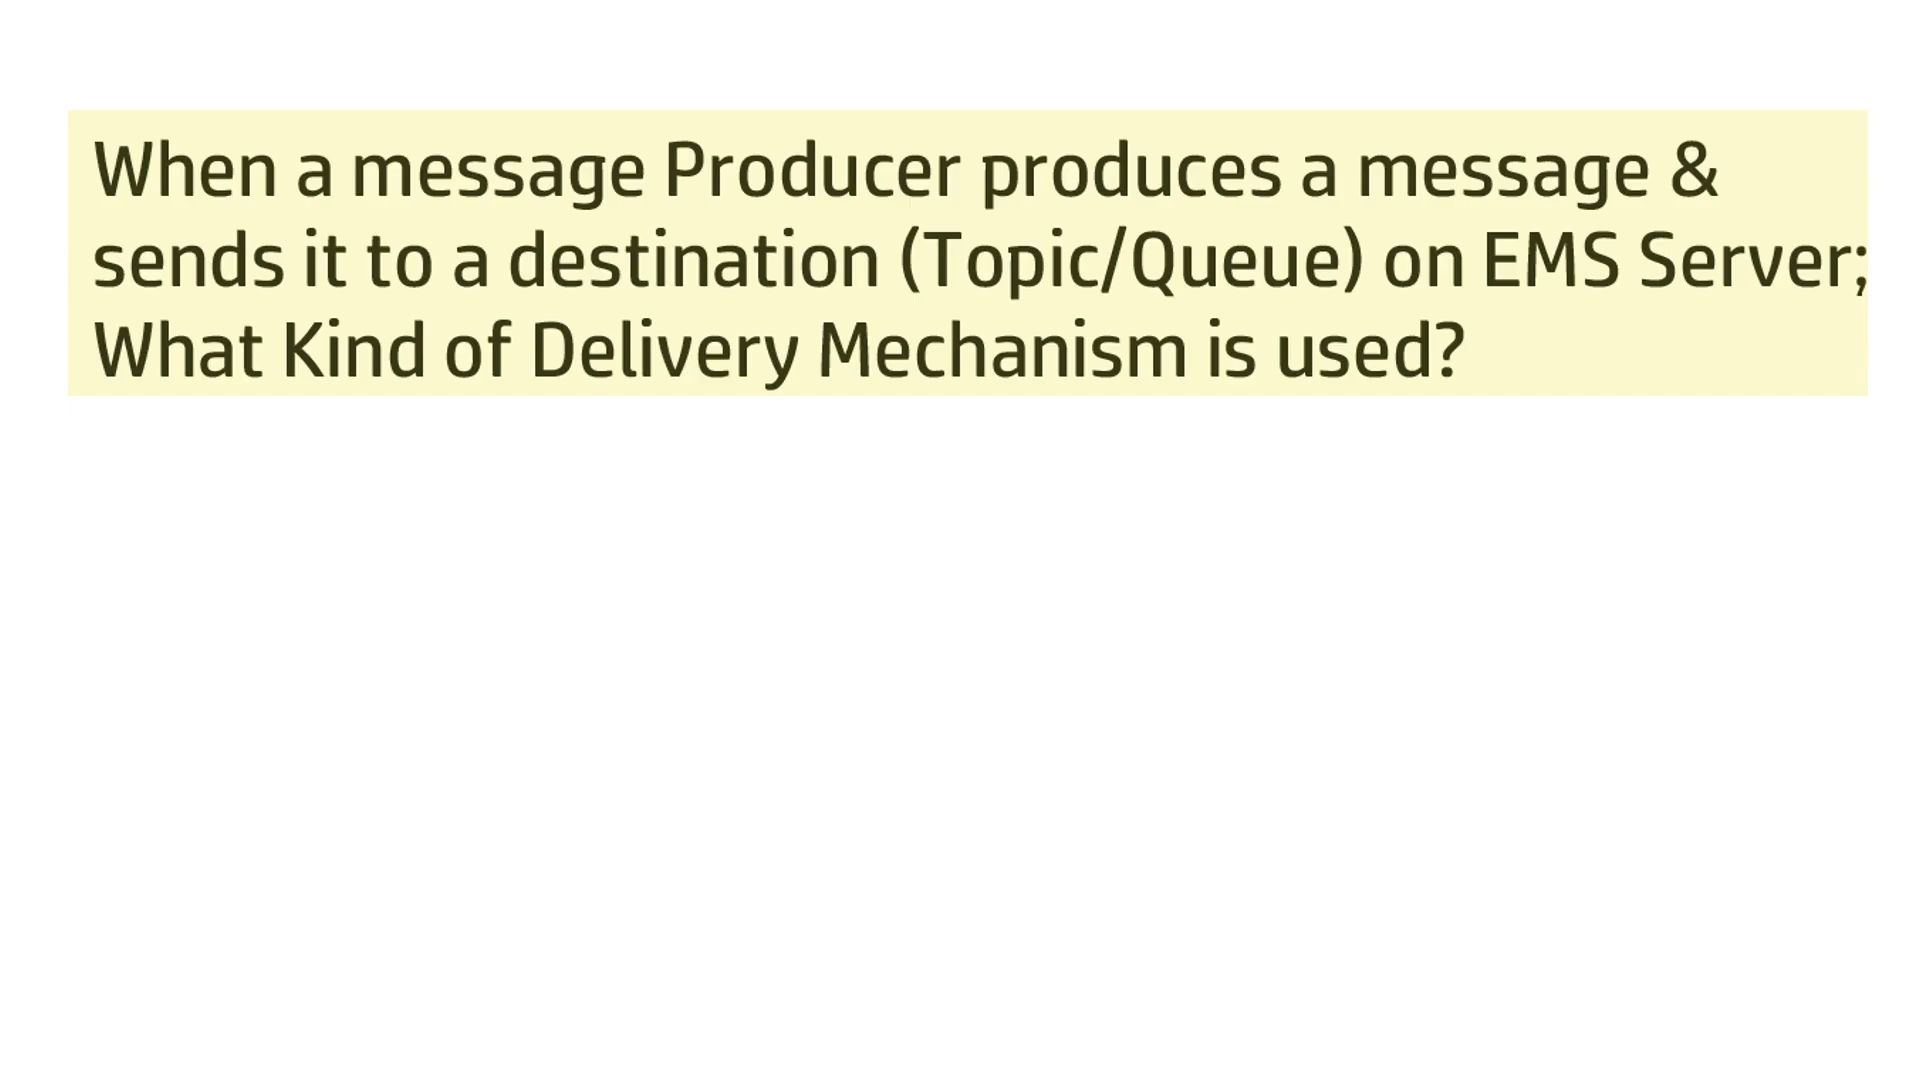 When a message Producer produces a message &
sends it to a destination (Topic/Queue) on EMS Server;
What Kind of Delivery Mechanism is used?